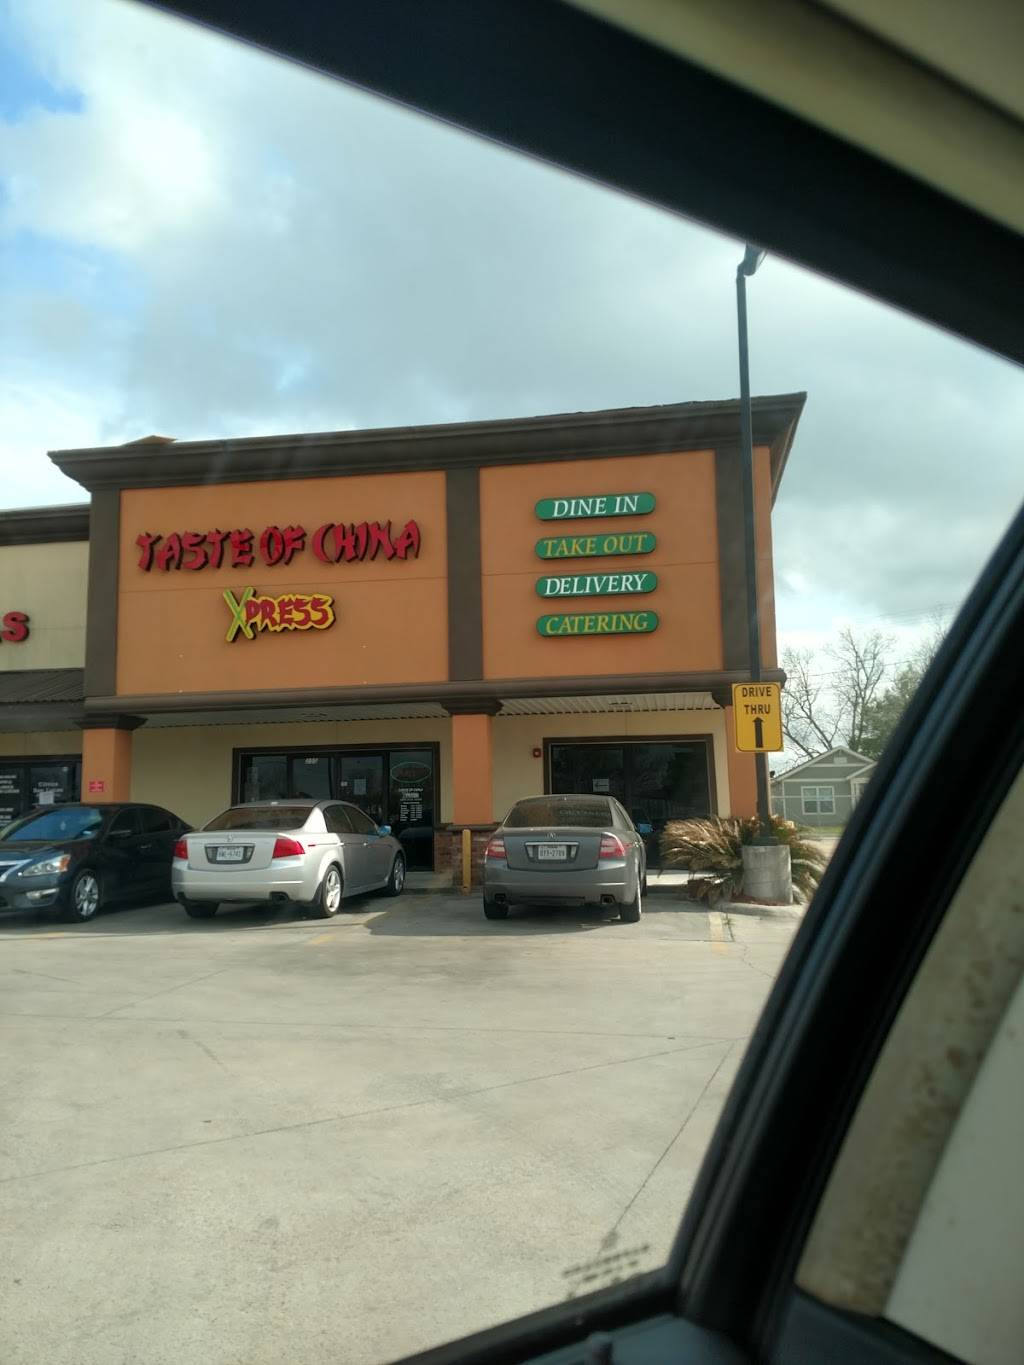 TASTE OF CHINA
XPRESS
DINE IN
TAKE OUT
DELIVERY
CATERING
DRIVE
THRU
S